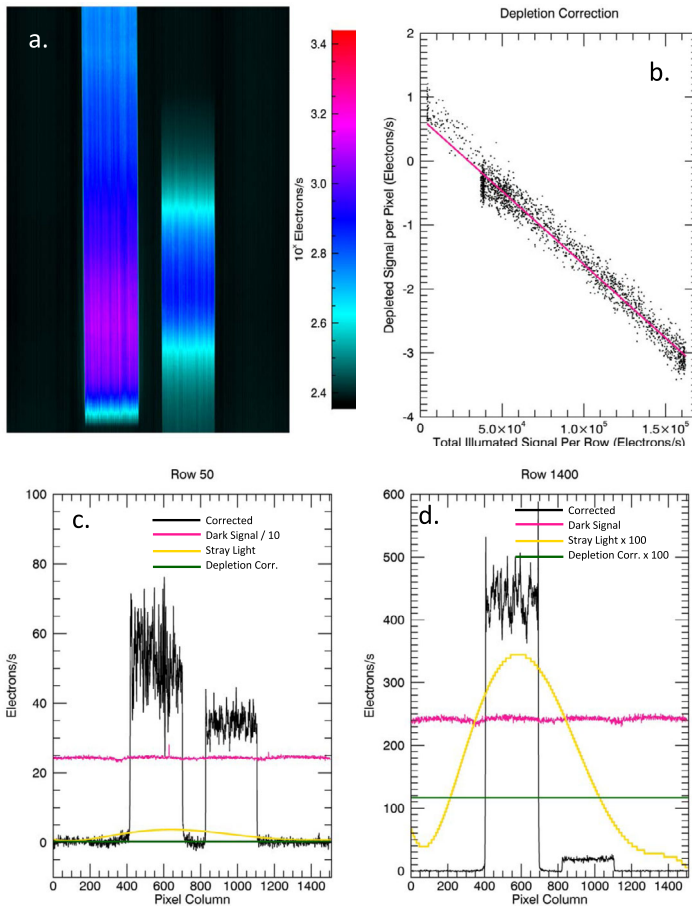 a.
3.4
3.2
3.0
2.8
2.6
2.4
10^x Electrons/s
Depletion Correction
b.
2
1
0
-1
-2
-3
-4
Depleted Signal per Pixel (Electons/s)
5.0×10^4 1.0×10^5 1.5×10^5
Total Illumated Signal Per Row (Electrons/s)
Row 50
c.
Corrected
Dark Signal / 10
Stray Light
Depletion Corr.
100
80
60
40
20
0
Electrons/s
0 200 400 600 800 1000 1200 1400
Pixel Column
Row 1400
d.
Corrected
Dark Signal
Stray Light x 100
Depletion Corr. x 100
600
500
400
300
200
100
0
Electrons/s
0 200 400 600 800 1000 1200 1400
Pixel Column